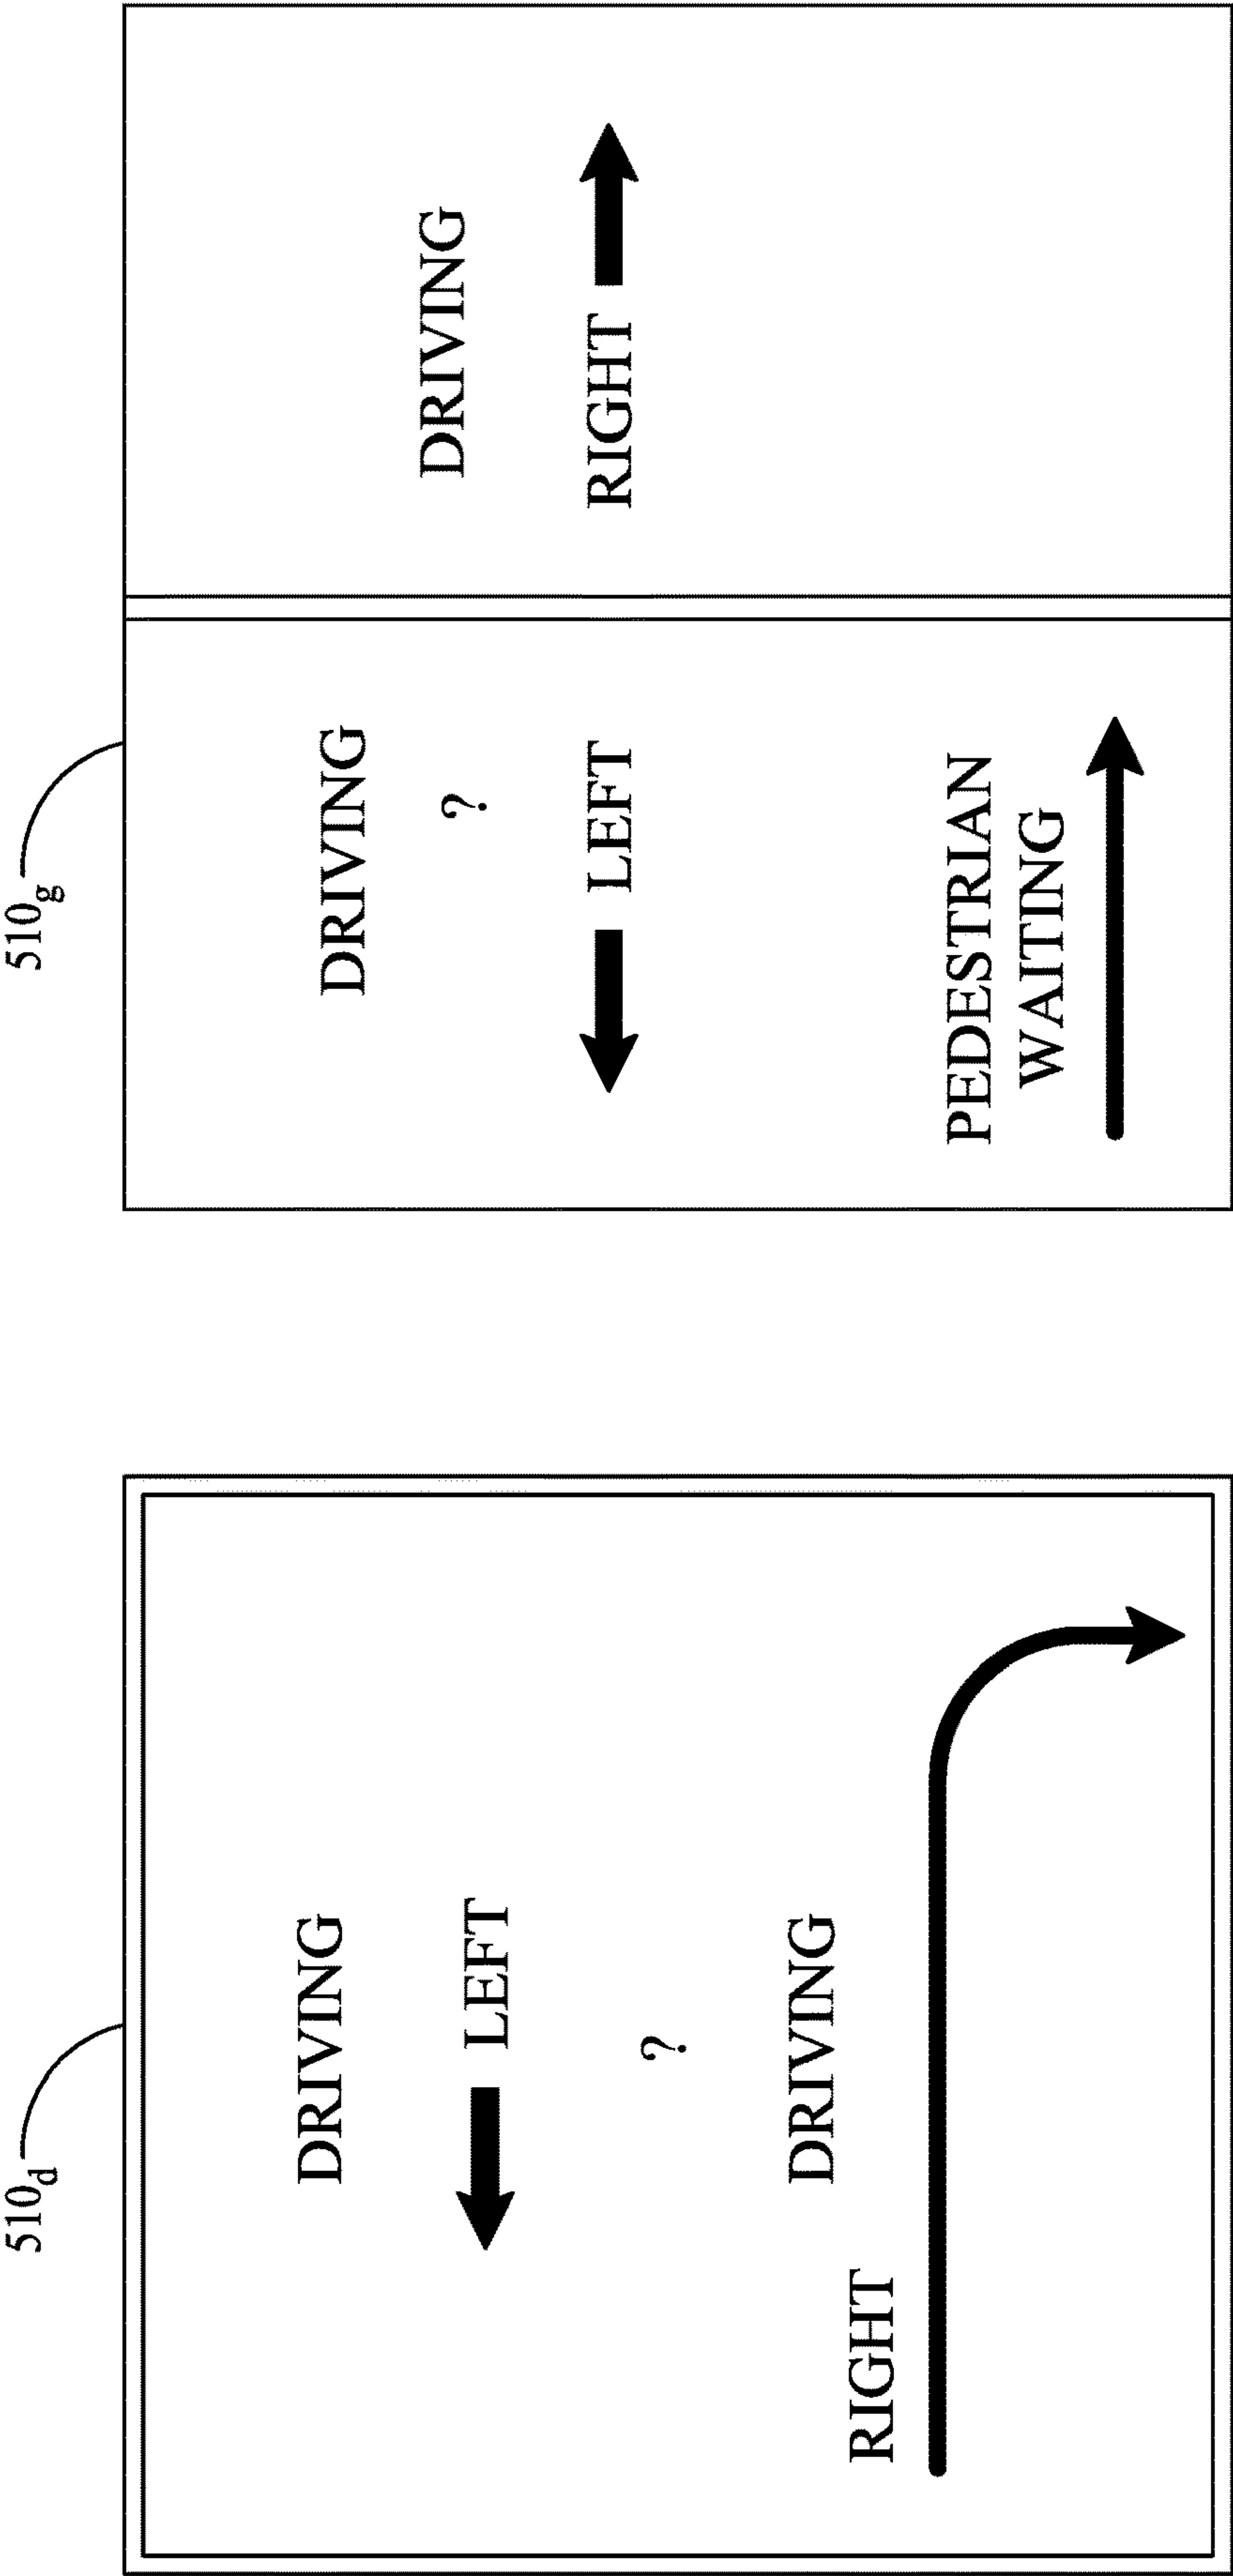 510d
DRIVING
LEFT
?
DRIVING
RIGHT
510g
DRIVING
?
LEFT
PEDESTRIAN
WAITING
DRIVING
RIGHT